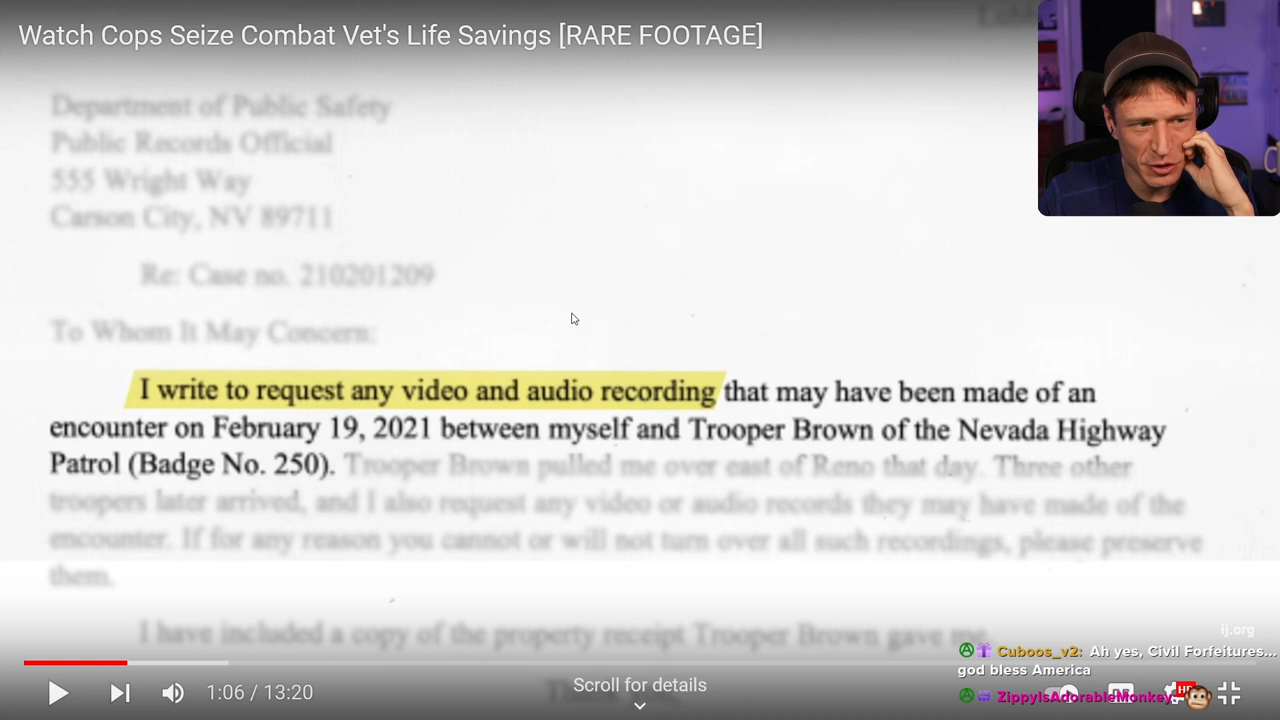 Watch Cops Seize Combat Vet's Life Savings [RARE FOOTAGE]
Department of Public Safety
Public Records Official
555 Wright Way
Carson City, NV 89711
Re: Case no. 210201209
To Whom It May Concern:
I write to request any video and audio recording that may have been made of an
encounter on February 19, 2021 between myself and Trooper Brown of the Nevada Highway
Patrol (Badge No. 250). Trooper Brown pulled me over east of Reno that day. Three other
troopers later arrived, and I also request any video or audio records they may have made of the
encounter. If for any reason you cannot or will not turn over all such recordings, please preserve
them.
I have included a copy of the property receipt Trooper Brown gave me.
ij.org
Cuboos_v2: Ah yes, Civil Forfeitures...
god bless America
ZippyIsAdorableMonkey:
1:06 / 13:20
Scroll for details
HD